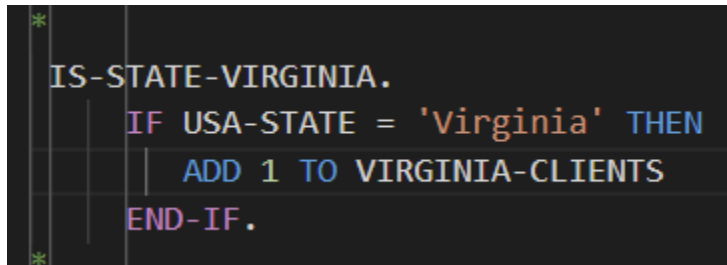 *
IS-STATE-VIRGINIA.
IF USA-STATE = 'Virginia' THEN
ADD 1 TO VIRGINIA-CLIENTS
END-IF.
*